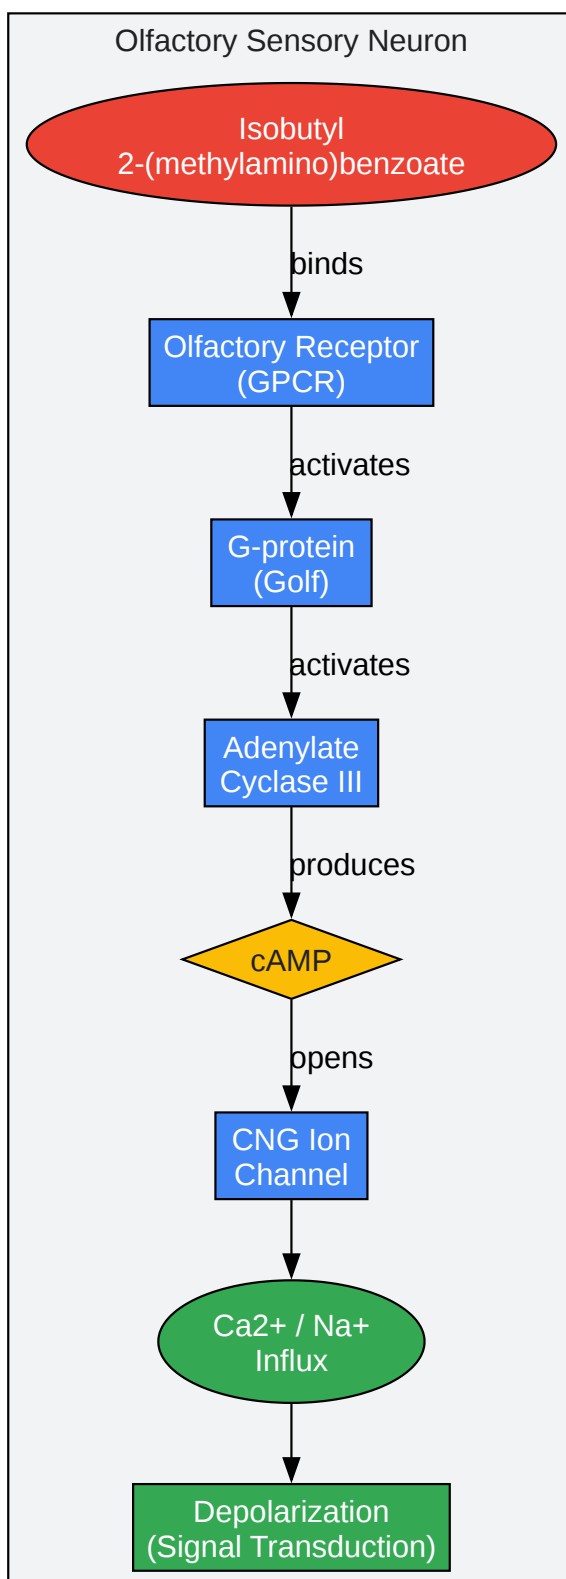 Olfactory Sensory Neuron
Isobutyl
2-(methylamino)benzoate
binds
Olfactory Receptor
(GPCR)
activates
G-protein
(Golf)
activates
Adenylate
Cyclase III
produces
cAMP
opens
CNG Ion
Channel
Ca2+ / Na+
Influx
Depolarization
(Signal Transduction)